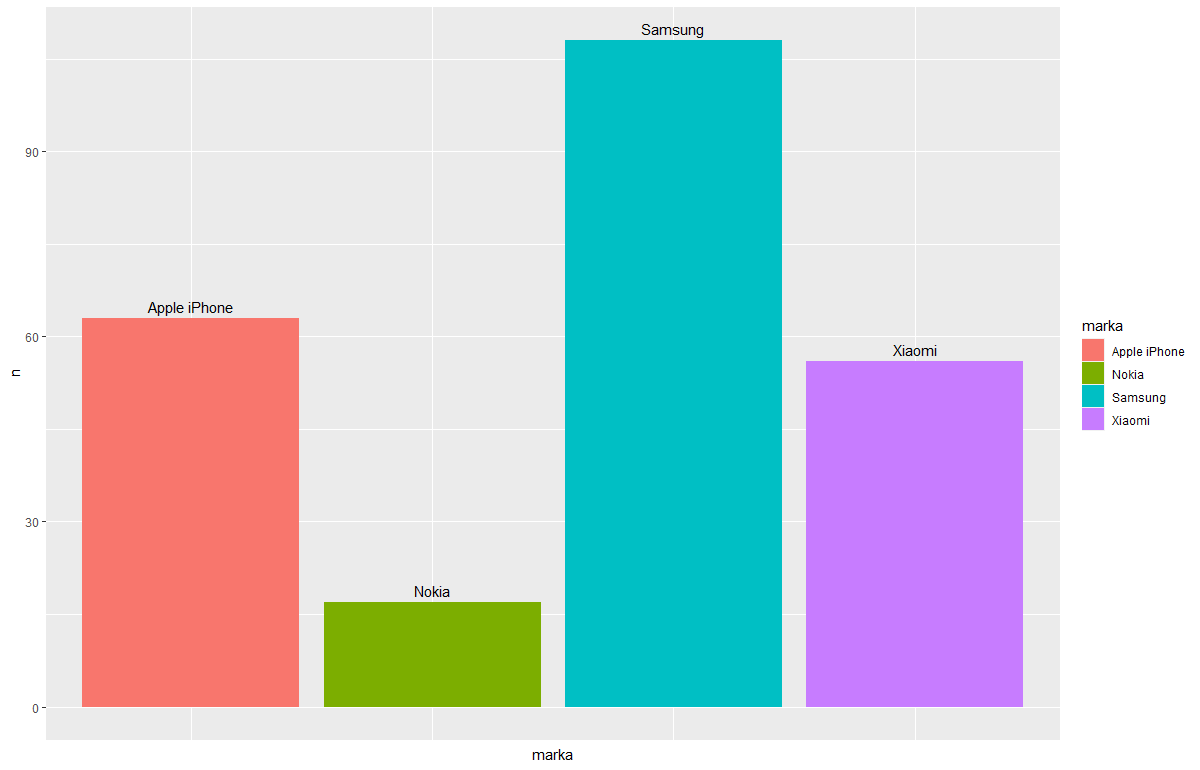 Samsung
90
Apple iPhone
60
Xiaomi
n
30
Nokia
0
marka
marka
Apple iPhone
Nokia
Samsung
Xiaomi